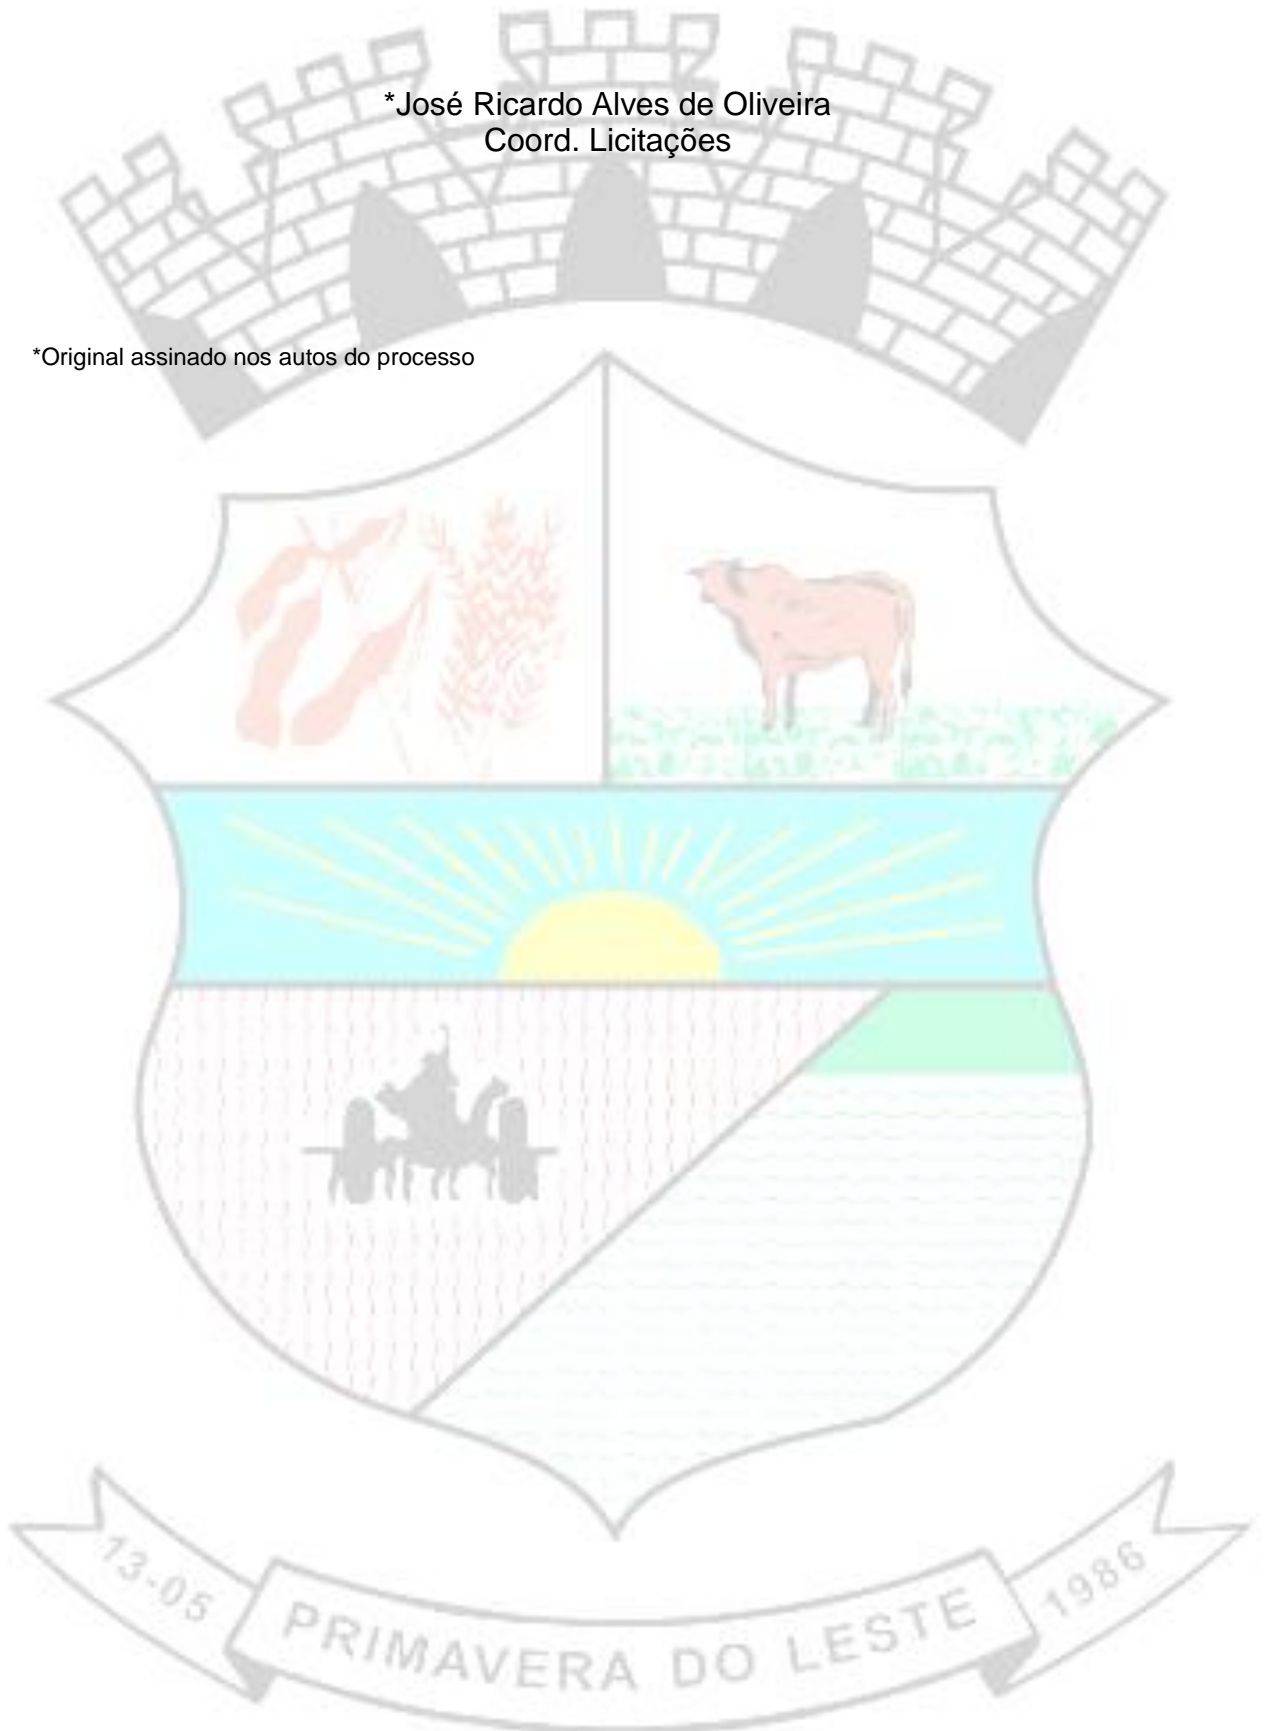 *José Ricardo Alves de Oliveira
Coord. Licitações
*Original assinado nos autos do processo
13-05
PRIMAVERA DO LESTE
1986